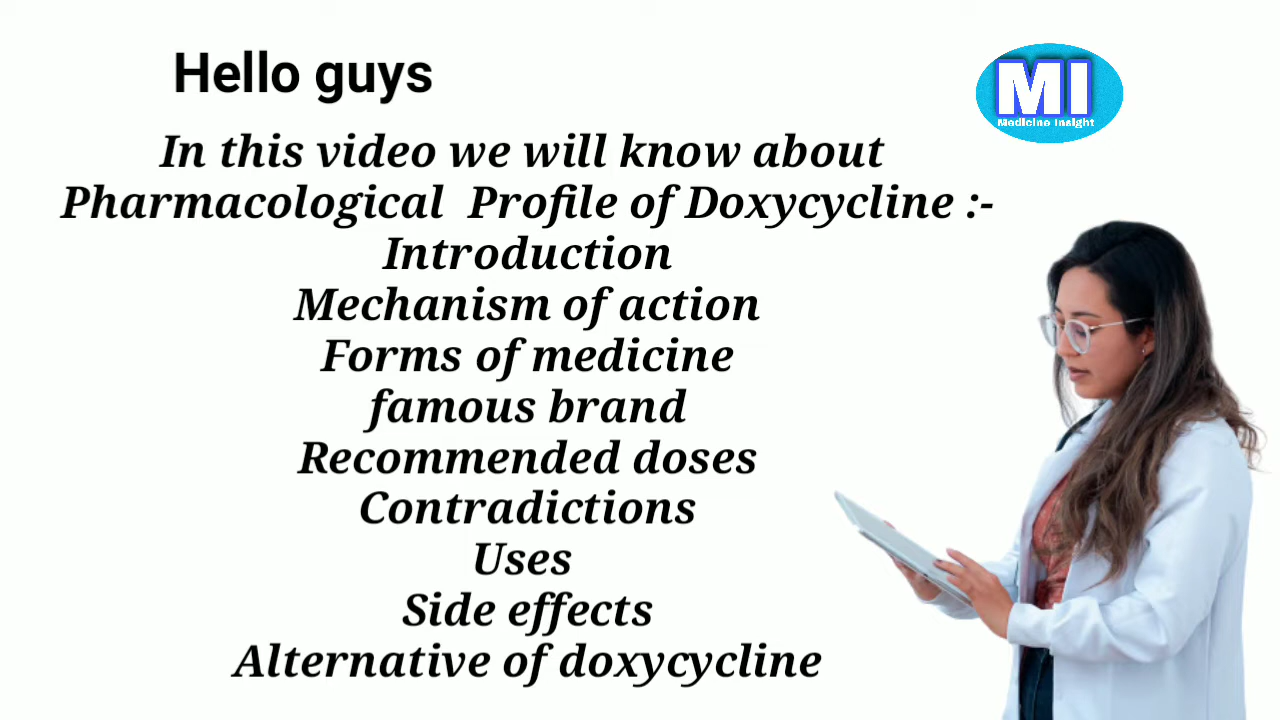 Hello guys
MI
Medicine Insight
In this video we will know about
Pharmacological Profile of Doxycycline :-
Introduction
Mechanism of action
Forms of medicine
famous brand
Recommended doses
Contradictions
Uses
Side effects
Alternative of doxycycline